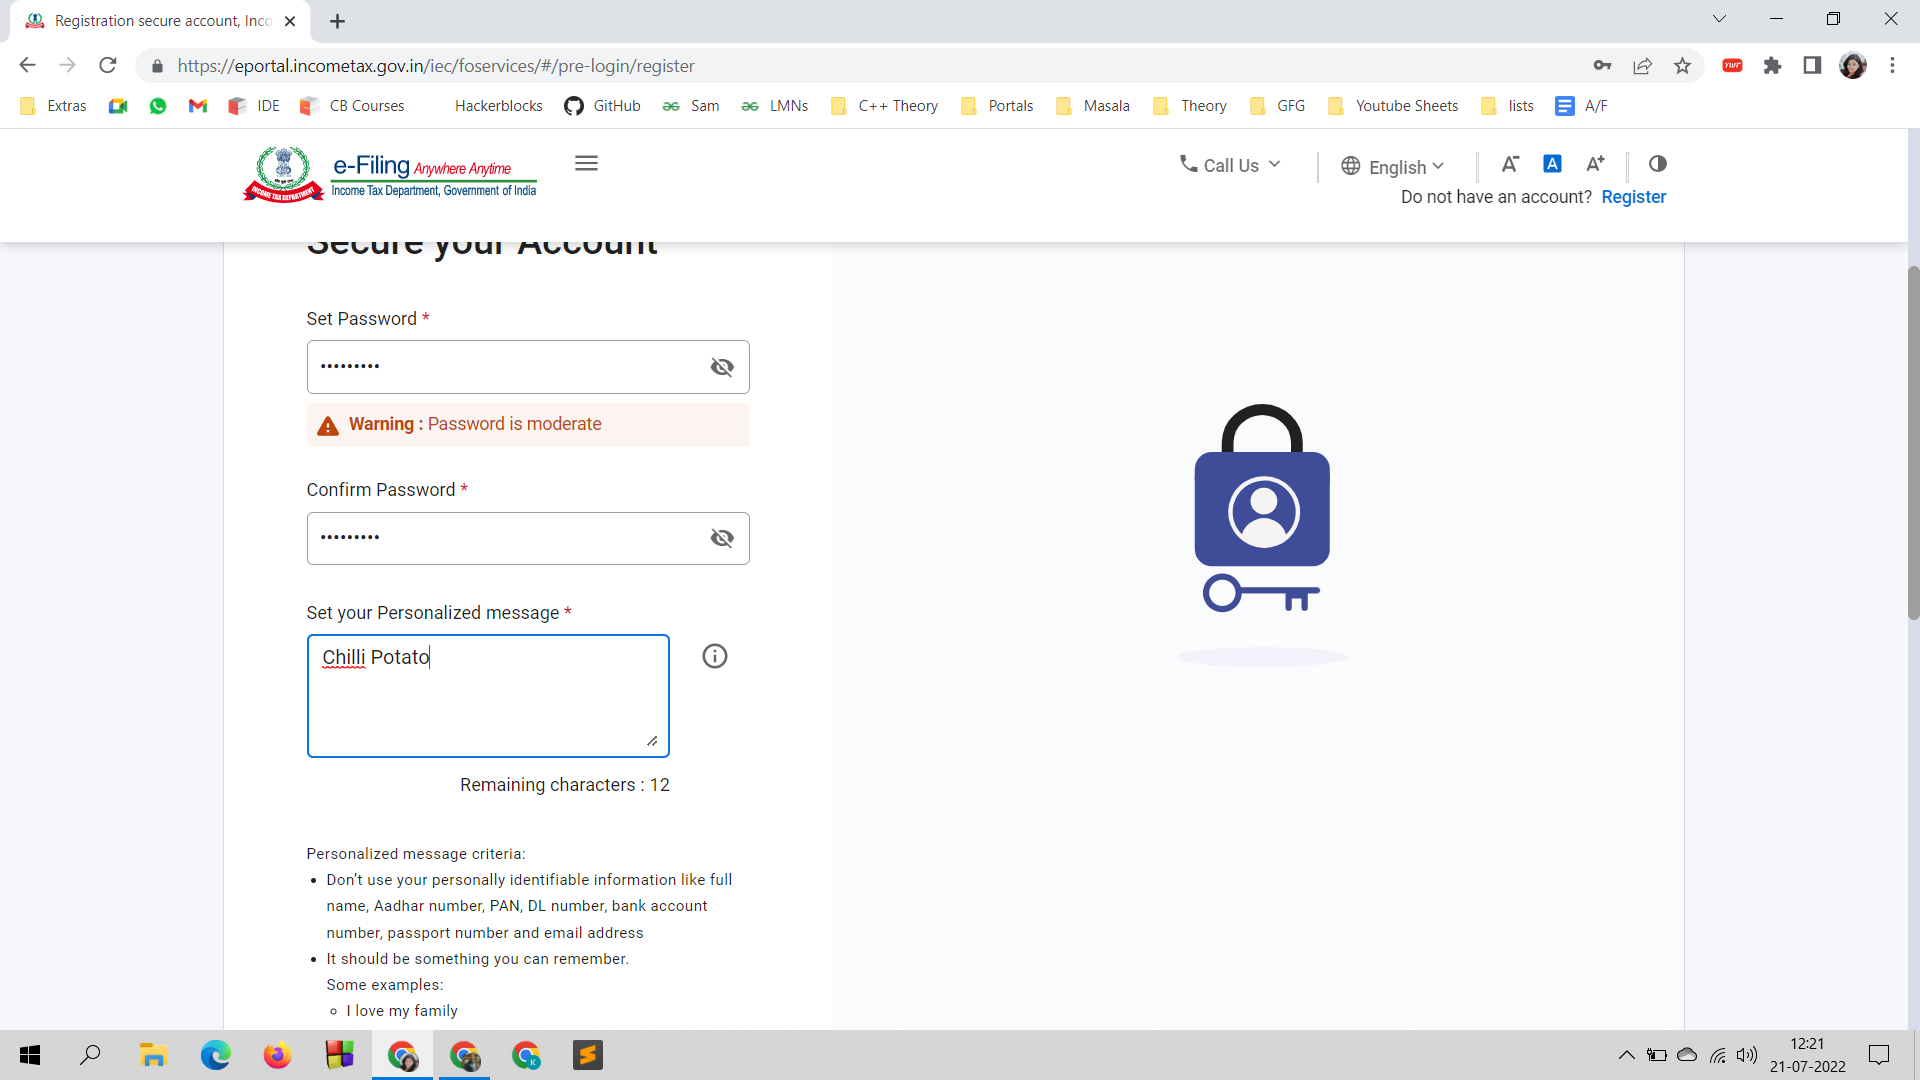 Registration secure account, Inco
https://eportal.incometax.gov.in/iec/foservices/#/pre-login/register
Extras IDE CB Courses Hackerblocks GitHub Sam LMNs C++ Theory Portals Masala Theory GFG Youtube Sheets lists A/F
e-Filing Anywhere Anytime
Income Tax Department, Government of India
INCOME TAX DEPARTMENT
Call Us English A- A A+
Do not have an account? Register
Secure your Account
Set Password *
•••••••••
Warning : Password is moderate
Confirm Password *
•••••••••
Set your Personalized message *
Chilli Potato
Remaining characters : 12
Personalized message criteria:
• Don’t use your personally identifiable information like full
name, Aadhar number, PAN, DL number, bank account
number, passport number and email address
• It should be something you can remember.
Some examples:
I love my family
12:21
21-07-2022